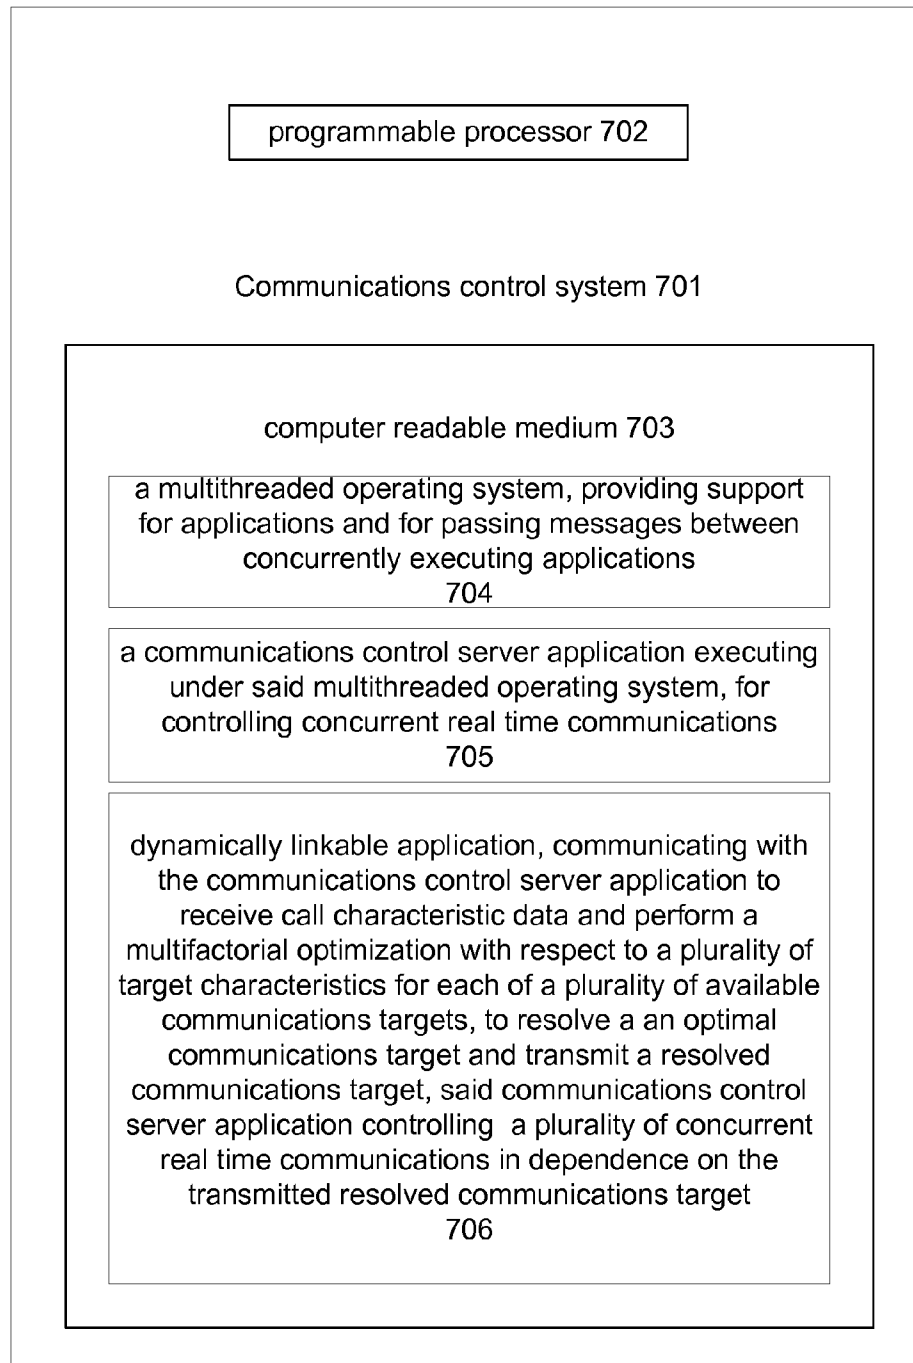 programmable processor 702
Communications control system 701
computer readable medium 703
a multithreaded operating system, providing support
for applications and for passing messages between
concurrently executing applications
704
a communications control server application executing
under said multithreaded operating system, for
controlling concurrent real time communications
705
dynamically linkable application, communicating with
the communications control server application to
receive call characteristic data and perform a
multifactorial optimization with respect to a plurality of
target characteristics for each of a plurality of available
communications targets, to resolve a an optimal
communications target and transmit a resolved
communications target, said communications control
server application controlling  a plurality of concurrent
real time communications in dependence on the
transmitted resolved communications target
706